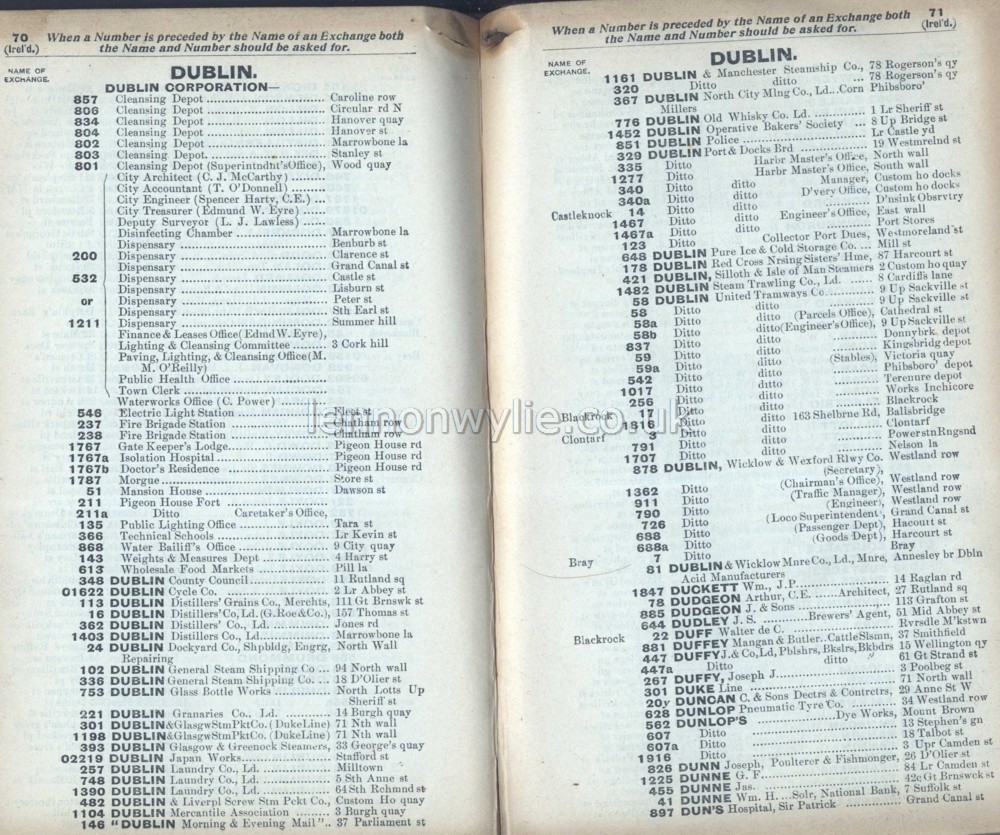 70 When a Number is preceded by the Name of an Exchange both
(Irel'd.) the Name and Number should be asked for.
NAME OF
EXCHANGE.
DUBLIN.
DUBLIN CORPORATION—
857 Cleansing Depot ........ Caroline row
806 Cleansing Depot ........ Circular rd N
834 Cleansing Depot ........ Hanover quay
804 Cleansing Depot ........ Hanover st
802 Cleansing Depot ........ Marrowbone la
803 Cleansing Depot ........ Stanley st
801 Cleansing Depot (Superintndnt'sOffice), Wood quay
City Architect (C. J. McCarthy) ........
City Accountant (T. O'Donnell) ........
City Engineer (Spencer Harty, C.E.) ...
City Treasurer (Edmund W. Eyre) ......
Deputy Surveyor (L. J. Lawless) ......
Disinfecting Chamber ........ Marrowbone la
Dispensary ........ Benburb st
200 Dispensary ........ Clarence st
Dispensary ........ Grand Canal st
532 Dispensary ........ Castle st
Dispensary ........ Lisburn st
or Dispensary ........ Peter st
Dispensary ........ Sth Earl st
1211 Dispensary ........ Summer hill
Finance & Leases Office(EdmdW. Eyre),
Lighting & Cleansing Committee ........ 3 Cork hill
Paving, Lighting, & Cleansing Office(M.
M. O'Reilly)
Public Health Office ........
Town Clerk ........
Waterworks Office (C. Power) ........
546 Electric Light Station ........ Fleet st
237 Fire Brigade Station ........
238 Fire Brigade Station ........ Chatham row
1767 Gate Keeper's Lodge ........ Pigeon House rd
1767a Isolation Hospital ........ Pigeon House rd
1767b Doctor's Residence ........ Pigeon House rd
1787 Morgue ........ Store st
51 Mansion House ........ Dawson st
211 Pigeon House Fort ........
211a Ditto Caretaker's Office,
135 Public Lighting Office ........ Tara st
366 Technical Schools ........ Lr Kevin st
868 Water Bailiff's Office ........ 9 City quay
143 Weights & Measures Dept ........ 4 Harry st
613 Wholesale Food Markets ........ Pill la
348 DUBLIN County Council ........ 11 Rutland sq
01622 DUBLIN Cycle Co. ........ 2 Lr Abbey st
113 DUBLIN Distillers' Grains Co., Merchts, 111 Gt Brnswk st
16 DUBLIN Distillers'Co, Ld.(G.Roe&Co.), 157 Thomas st
362 DUBLIN Distillers' Co., Ld. ........ Jones rd
1403 DUBLIN Distillers Co., Ld. ........ Marrowbone la
24 DUBLIN Dockyard Co., Shpbldg, Engrg, North Wall
Repairing
102 DUBLIN General Steam Shipping Co ... 94 North wall
336 DUBLIN General Steam Shipping Co. ... 18 D'Olier st
753 DUBLIN Glass Bottle Works ........ North Lotts Up
Sheriff st
221 DUBLIN Granaries Co., Ld. ........ 14 Burgh quay
301 DUBLIN&GlasgwStmPktCo.(DukeLine) 71 Nth wall
1198 DUBLIN&GlasgwStmPktCo. (DukeLine) 71 Nth wall
393 DUBLIN Glasgow & Greenock Steamers, 33 George's quay
02219 DUBLIN Japan Works ........ Stafford st
257 DUBLIN Laundry Co., Ld. ........ Milltown
748 DUBLIN Laundry Co., Ld. ........ 5 Sth Anne st
1390 DUBLIN Laundry Co., Ld. ........ 64 Sth Rchmnd st
482 DUBLIN & Liverpl Screw Stm Pckt Co., Custom Ho quay
1104 DUBLIN Mercantile Association ........ 3 Burgh quay
146 "DUBLIN Morning & Evening Mail" .. 37 Parliament st
When a Number is preceded by the Name of an Exchange both 71
the Name and Number should be asked for. (Irel'd.)
NAME OF
EXCHANGE.
DUBLIN.
1161 DUBLIN & Manchester Steamship Co., 78 Rogerson's qy
320 Ditto ditto ... 78 Rogerson's qy
367 DUBLIN North City Mlng Co., Ld...Corn Phibsboro'
Millers
776 DUBLIN Old Whisky Co. Ld. ........ 1 Lr Sheriff st
1452 DUBLIN Operative Bakers' Society ... 8 Up Bridge st
851 DUBLIN Police ........ Lr Castle yd
329 DUBLIN Port & Docks Brd ........ 19 Westmrelnd st
335 Ditto Harbr Master's Office, North wall
1277 Ditto Harbr Master's Office, South wall
340 Ditto ditto Manager, Custom ho docks
340a Ditto ditto D'very Office, Custom ho docks
Castleknock 14 Ditto ditto ........ D'nsink Obsrvtry
1467 Ditto ditto Engineer's Office, East wall
1467a Ditto ditto ........ Port Stores
123 Ditto Collector Port Dues, Westmoreland st
648 DUBLIN Pure Ice & Cold Storage Co. ... Mill st
178 DUBLIN Red Cross Nrsing Sisters' Hme, 87 Harcourt st
421 DUBLIN, Silloth & Isle of Man Steamers 2 Custom ho quay
1482 DUBLIN Steam Trawling Co., Ld. ...... 8 Cardiffs lane
58 DUBLIN United Tramways Co ........ 9 Up Sackville st
58 Ditto ditto ........ 9 Up Sackville st
58a Ditto ditto (Parcels Office), Cathedral st
58b Ditto ditto(Engineer's Office), 9 Up Sackville st
837 Ditto ditto ........ Donnybrk. depot
59 Ditto ditto ........ Kingsbridg depot
59a Ditto ditto (Stables), Victoria quay
542 Ditto ditto ........ Phibsboro' depot
1017 Ditto ditto ........ Terenure depot
256 Ditto ditto ........ Works Inchicore
Blackrock 17 Ditto ditto ........ Blackrock
1816 Ditto ditto 163 Shelbrne Rd, Ballsbridge
Clontarf 3 Ditto ditto ........ Clontarf
791 Ditto ditto ........ PowerstnRngsnd
1707 Ditto ditto ........ Nelson la
878 DUBLIN, Wicklow & Wexford Rlwy Co. Westland row
(Secretary),
1362 Ditto (Chairman's Office), Westland row
911 Ditto (Traffic Manager), Westland row
790 Ditto (Engineer), Westland row
726 Ditto (Loco Superintendent, Grand Canal st
688 Ditto (Passenger Dept), Hacourt st
688a Ditto (Goods Dept), Harcourt st
Bray 7 Ditto Bray
81 DUBLIN & Wicklow Mnre Co., Ld., Mnre, Annesley br Dbln
Acid Manufacturers
1847 DUCKETT Wm., J.P. ........ 14 Raglan rd
78 DUDGEON Arthur, C.E. ......Architect, 27 Rutland sq
885 DUDGEON J. & Sons ........ 113 Grafton st
644 DUDLEY J. S. ........Brewers' Agent, 51 Mid Abbey st
Blackrock 22 DUFF Walter de C. ........ Rvrsdle M'kstwn
881 DUFFEY Mangan & Butler..CattleSlsmn, 37 Smithfield
447 DUFFY J. & Co, Ld, Pblshrs, Bkslrs, Bkbdrs 15 Wellington qy
447a Ditto ditto 61 Gt Strand st
267 DUFFY, Joseph J. ........ 3 Poolbeg st
301 DUKE Line ........ 71 North wall
20y DUNCAN C. & Sons Dectrs & Contrctrs, 29 Anne St W
628 DUNLOP Pneumatic Tyre Co. ........ 34 Westland row
562 DUNLOP'S ........Dye Works, Mount Brown
607 Ditto ........ 13 Stephen's gn
607a Ditto ........ 18 Talbot st
1916 Ditto ........ 3 Upr Camden st
826 DUNN Joseph, Poulterer & Fishmonger, 26 D'Olier st
1225 DUNNE G. F. ........ 84 Lr Camden st
455 DUNNE Jas. ........ 42c Gt Brnswck st
41 DUNNE Wm. H. ...Solr, National Bank, 7 Suffolk st
897 DUN'S Hospital, Sir Patrick ........ Grand Canal st
lennonwylie.co.uk